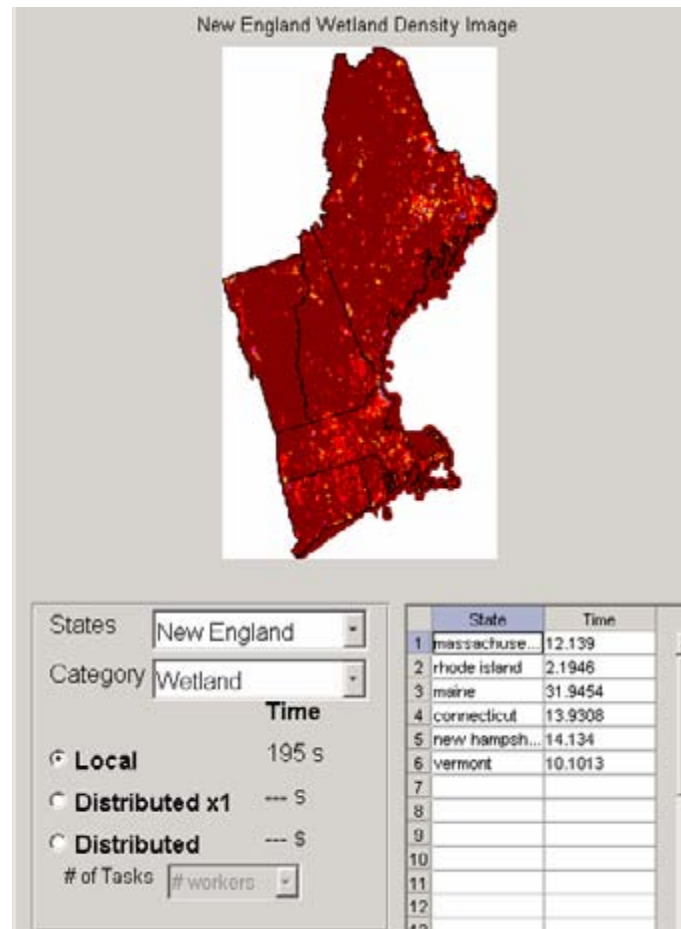 New England Wetland Density Image
States New England
Category Wetland
Time
Local 195 s
Distributed x1 --- s
Distributed --- s
# of Tasks # workers
State Time
1 massachuse... 12.139
2 rhode island 2.1946
3 maine 31.9454
4 connecticut 13.9308
5 new hampsh... 14.134
6 vermont 10.1013
7
8
9
10
11
12